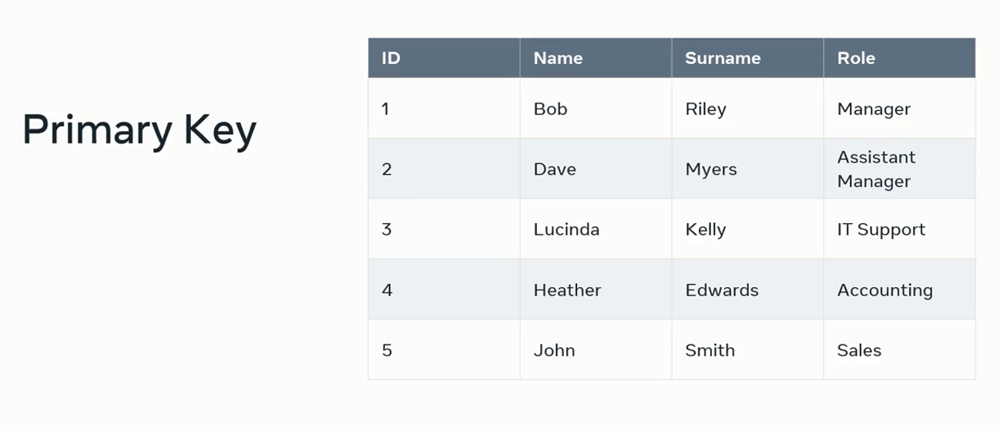 Primary Key
ID Name Surname Role
1 Bob Riley Manager
2 Dave Myers Assistant Manager
3 Lucinda Kelly IT Support
4 Heather Edwards Accounting
5 John Smith Sales